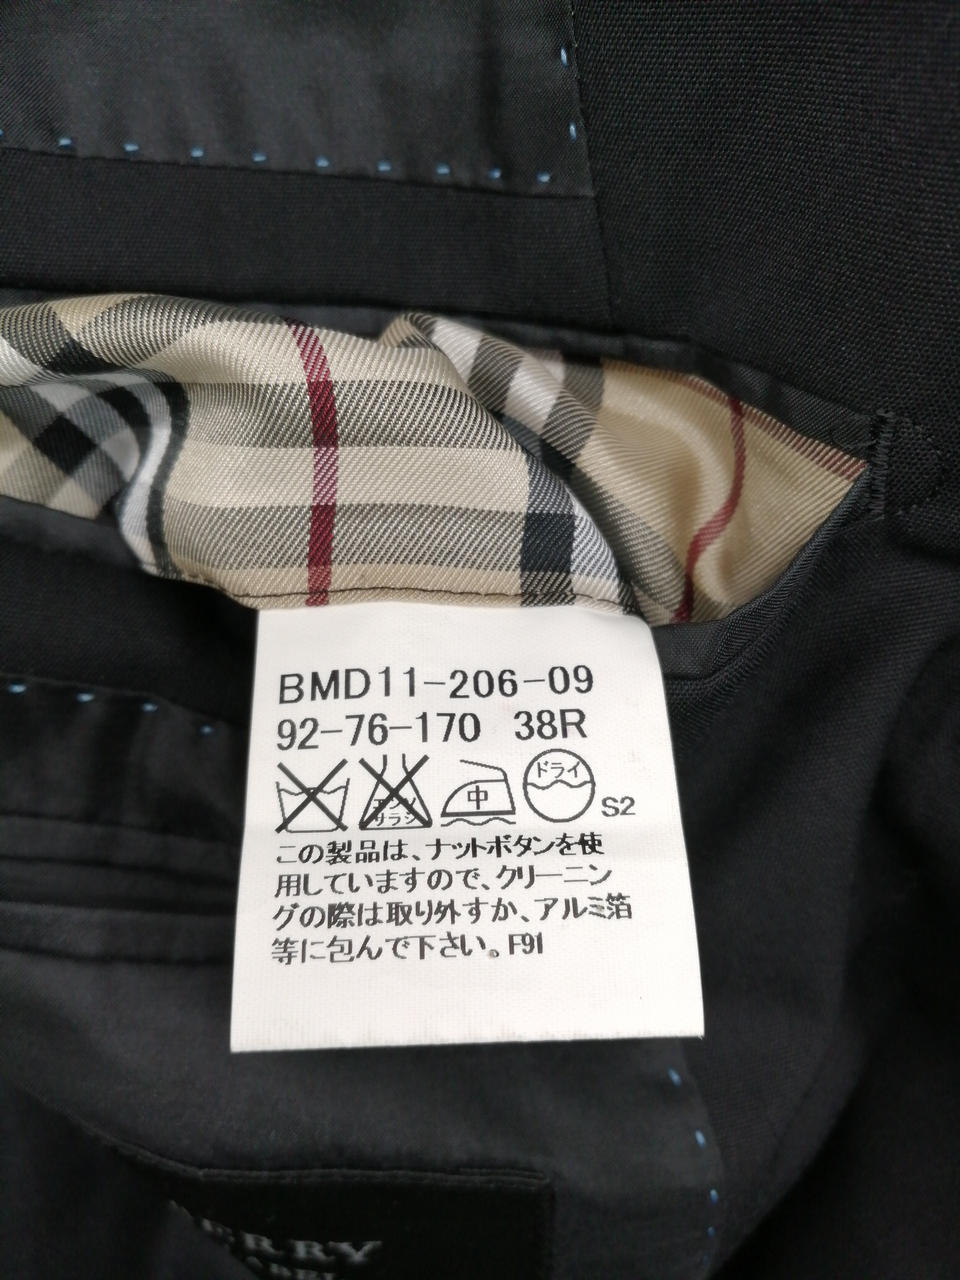 BMD11-206-09
92-76-170 38R
エンソ
サラシ
中
ドライ
S2
この製品は、ナットボタンを使
用していますので、クリーニン
グの際は取り外すか、アルミ箔
等に包んで下さい。F91
ERRY